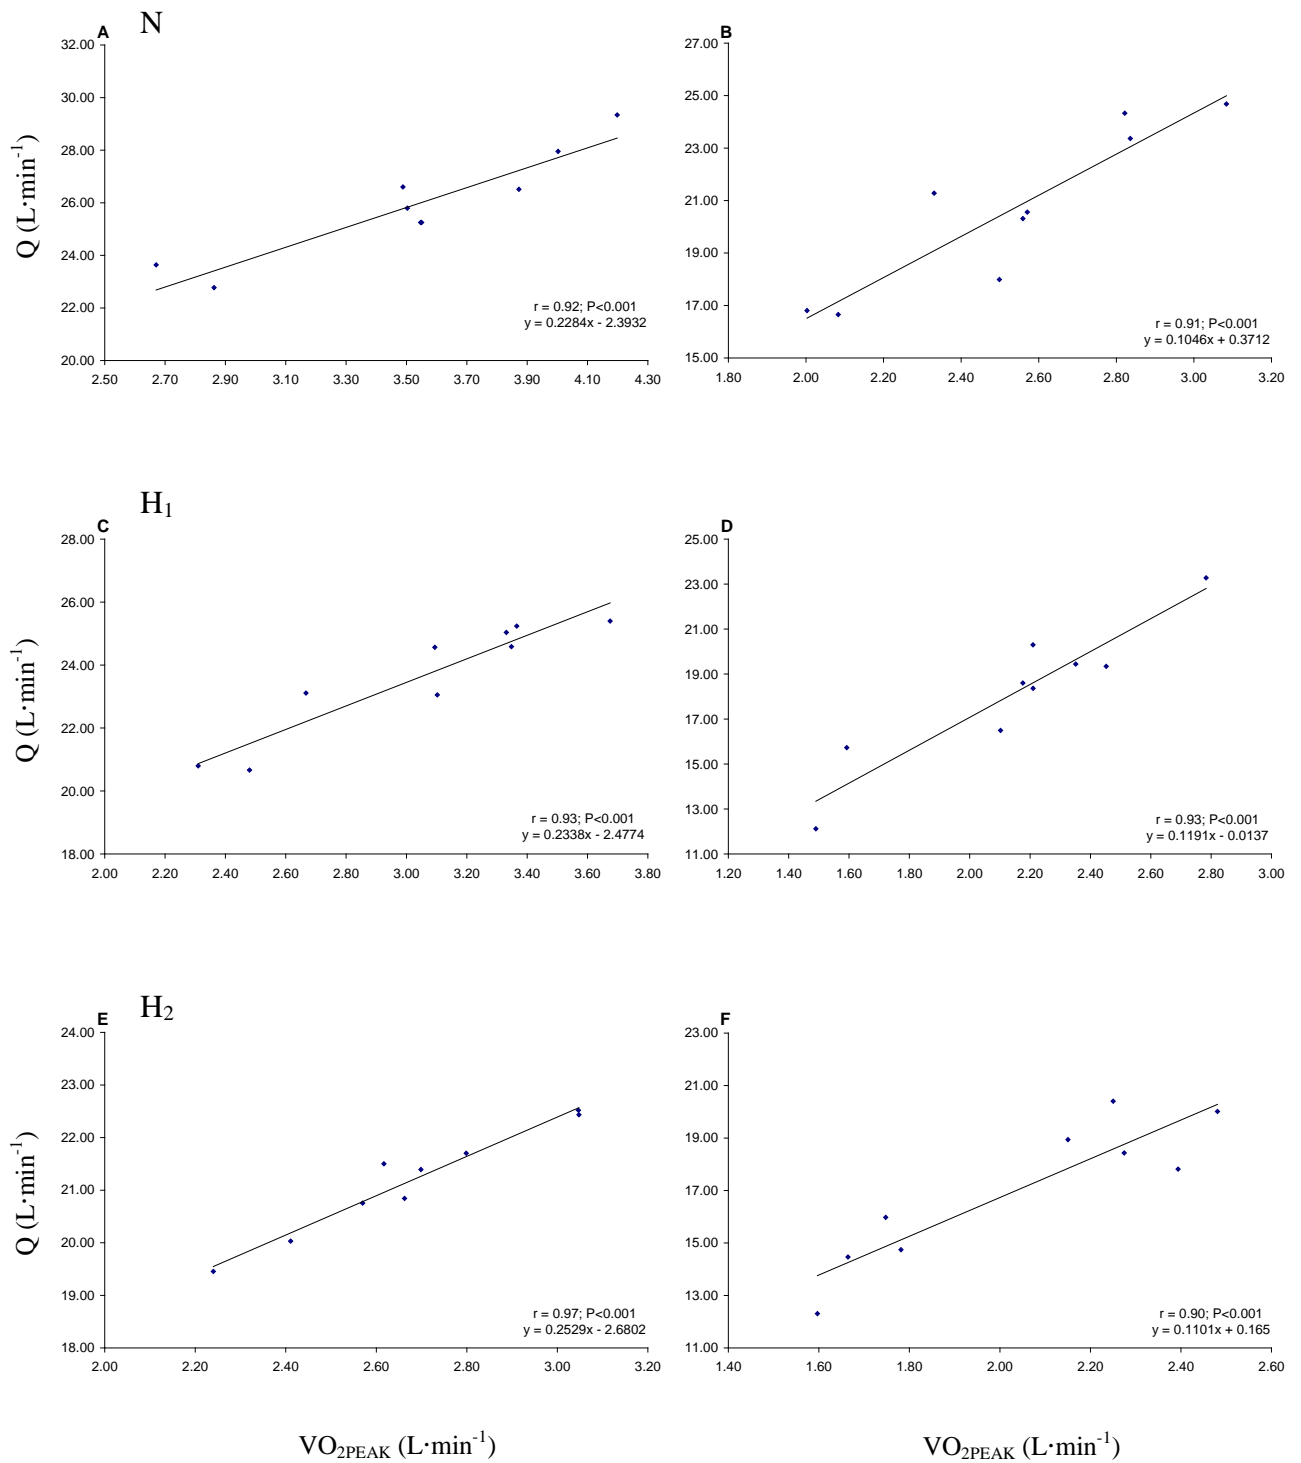 N
A
32.00
30.00
28.00
26.00
24.00
22.00
20.00
Q (L·min-1)
r = 0.92; P<0.001
y = 0.2284x - 2.3932
2.50 2.70 2.90 3.10 3.30 3.50 3.70 3.90 4.10 4.30
B
27.00
25.00
23.00
21.00
19.00
17.00
15.00
r = 0.91; P<0.001
y = 0.1046x + 0.3712
1.80 2.00 2.20 2.40 2.60 2.80 3.00 3.20
H1
C
28.00
26.00
24.00
22.00
20.00
18.00
Q (L·min-1)
r = 0.93; P<0.001
y = 0.2338x - 2.4774
2.00 2.20 2.40 2.60 2.80 3.00 3.20 3.40 3.60 3.80
D
25.00
23.00
21.00
19.00
17.00
15.00
13.00
11.00
r = 0.93; P<0.001
y = 0.1191x - 0.0137
1.20 1.40 1.60 1.80 2.00 2.20 2.40 2.60 2.80 3.00
H2
E
24.00
23.00
22.00
21.00
20.00
19.00
18.00
Q (L·min-1)
r = 0.97; P<0.001
y = 0.2529x - 2.6802
2.00 2.20 2.40 2.60 2.80 3.00 3.20
F
23.00
21.00
19.00
17.00
15.00
13.00
11.00
r = 0.90; P<0.001
y = 0.1101x + 0.165
1.40 1.60 1.80 2.00 2.20 2.40 2.60
VO2PEAK (L·min-1)
VO2PEAK (L·min-1)